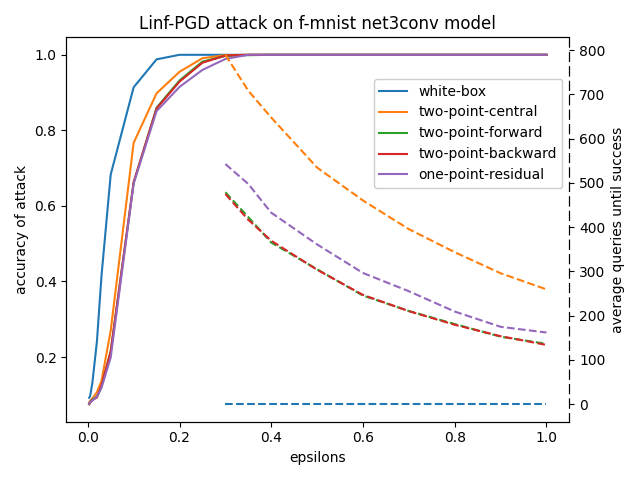 Linf-PGD attack on f-mnist net3conv model
accuracy of attack
1.0
0.8
0.6
0.4
0.2
0.0
0.2
0.4
0.6
0.8
1.0
epsilons
white-box
two-point-central
two-point-forward
two-point-backward
one-point-residual
800
700
600
500
400
300
200
100
0
average queries until success